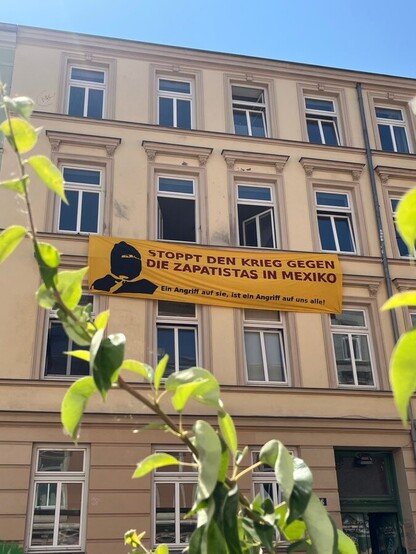 STOPPT DEN KRIEG GEGEN
DIE ZAPATISTAS IN MEXIKO
Ein Angriff auf sie, ist ein Angriff auf uns alle!